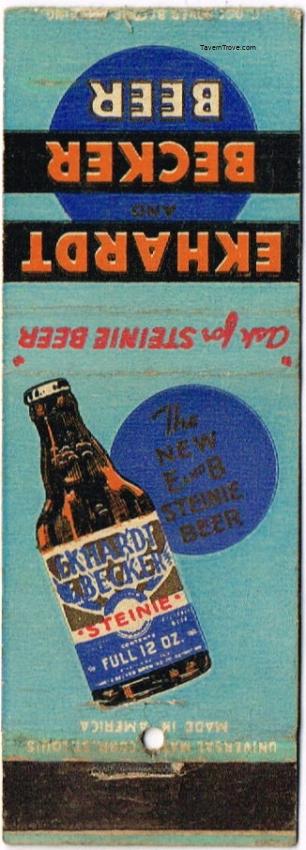 TavernTrove.com
EKHARDT
AND
BECKER
BEER
"Ask for STEINIE BEER"
The
NEW
E AND B
STEINIE
BEER
EKHARDT
& BECKER
• STEINIE •
CONTENTS
FULL 12 OZ.
MADE IN AMERICA
UNIVERSAL MATCH CORP. ST. LOUIS